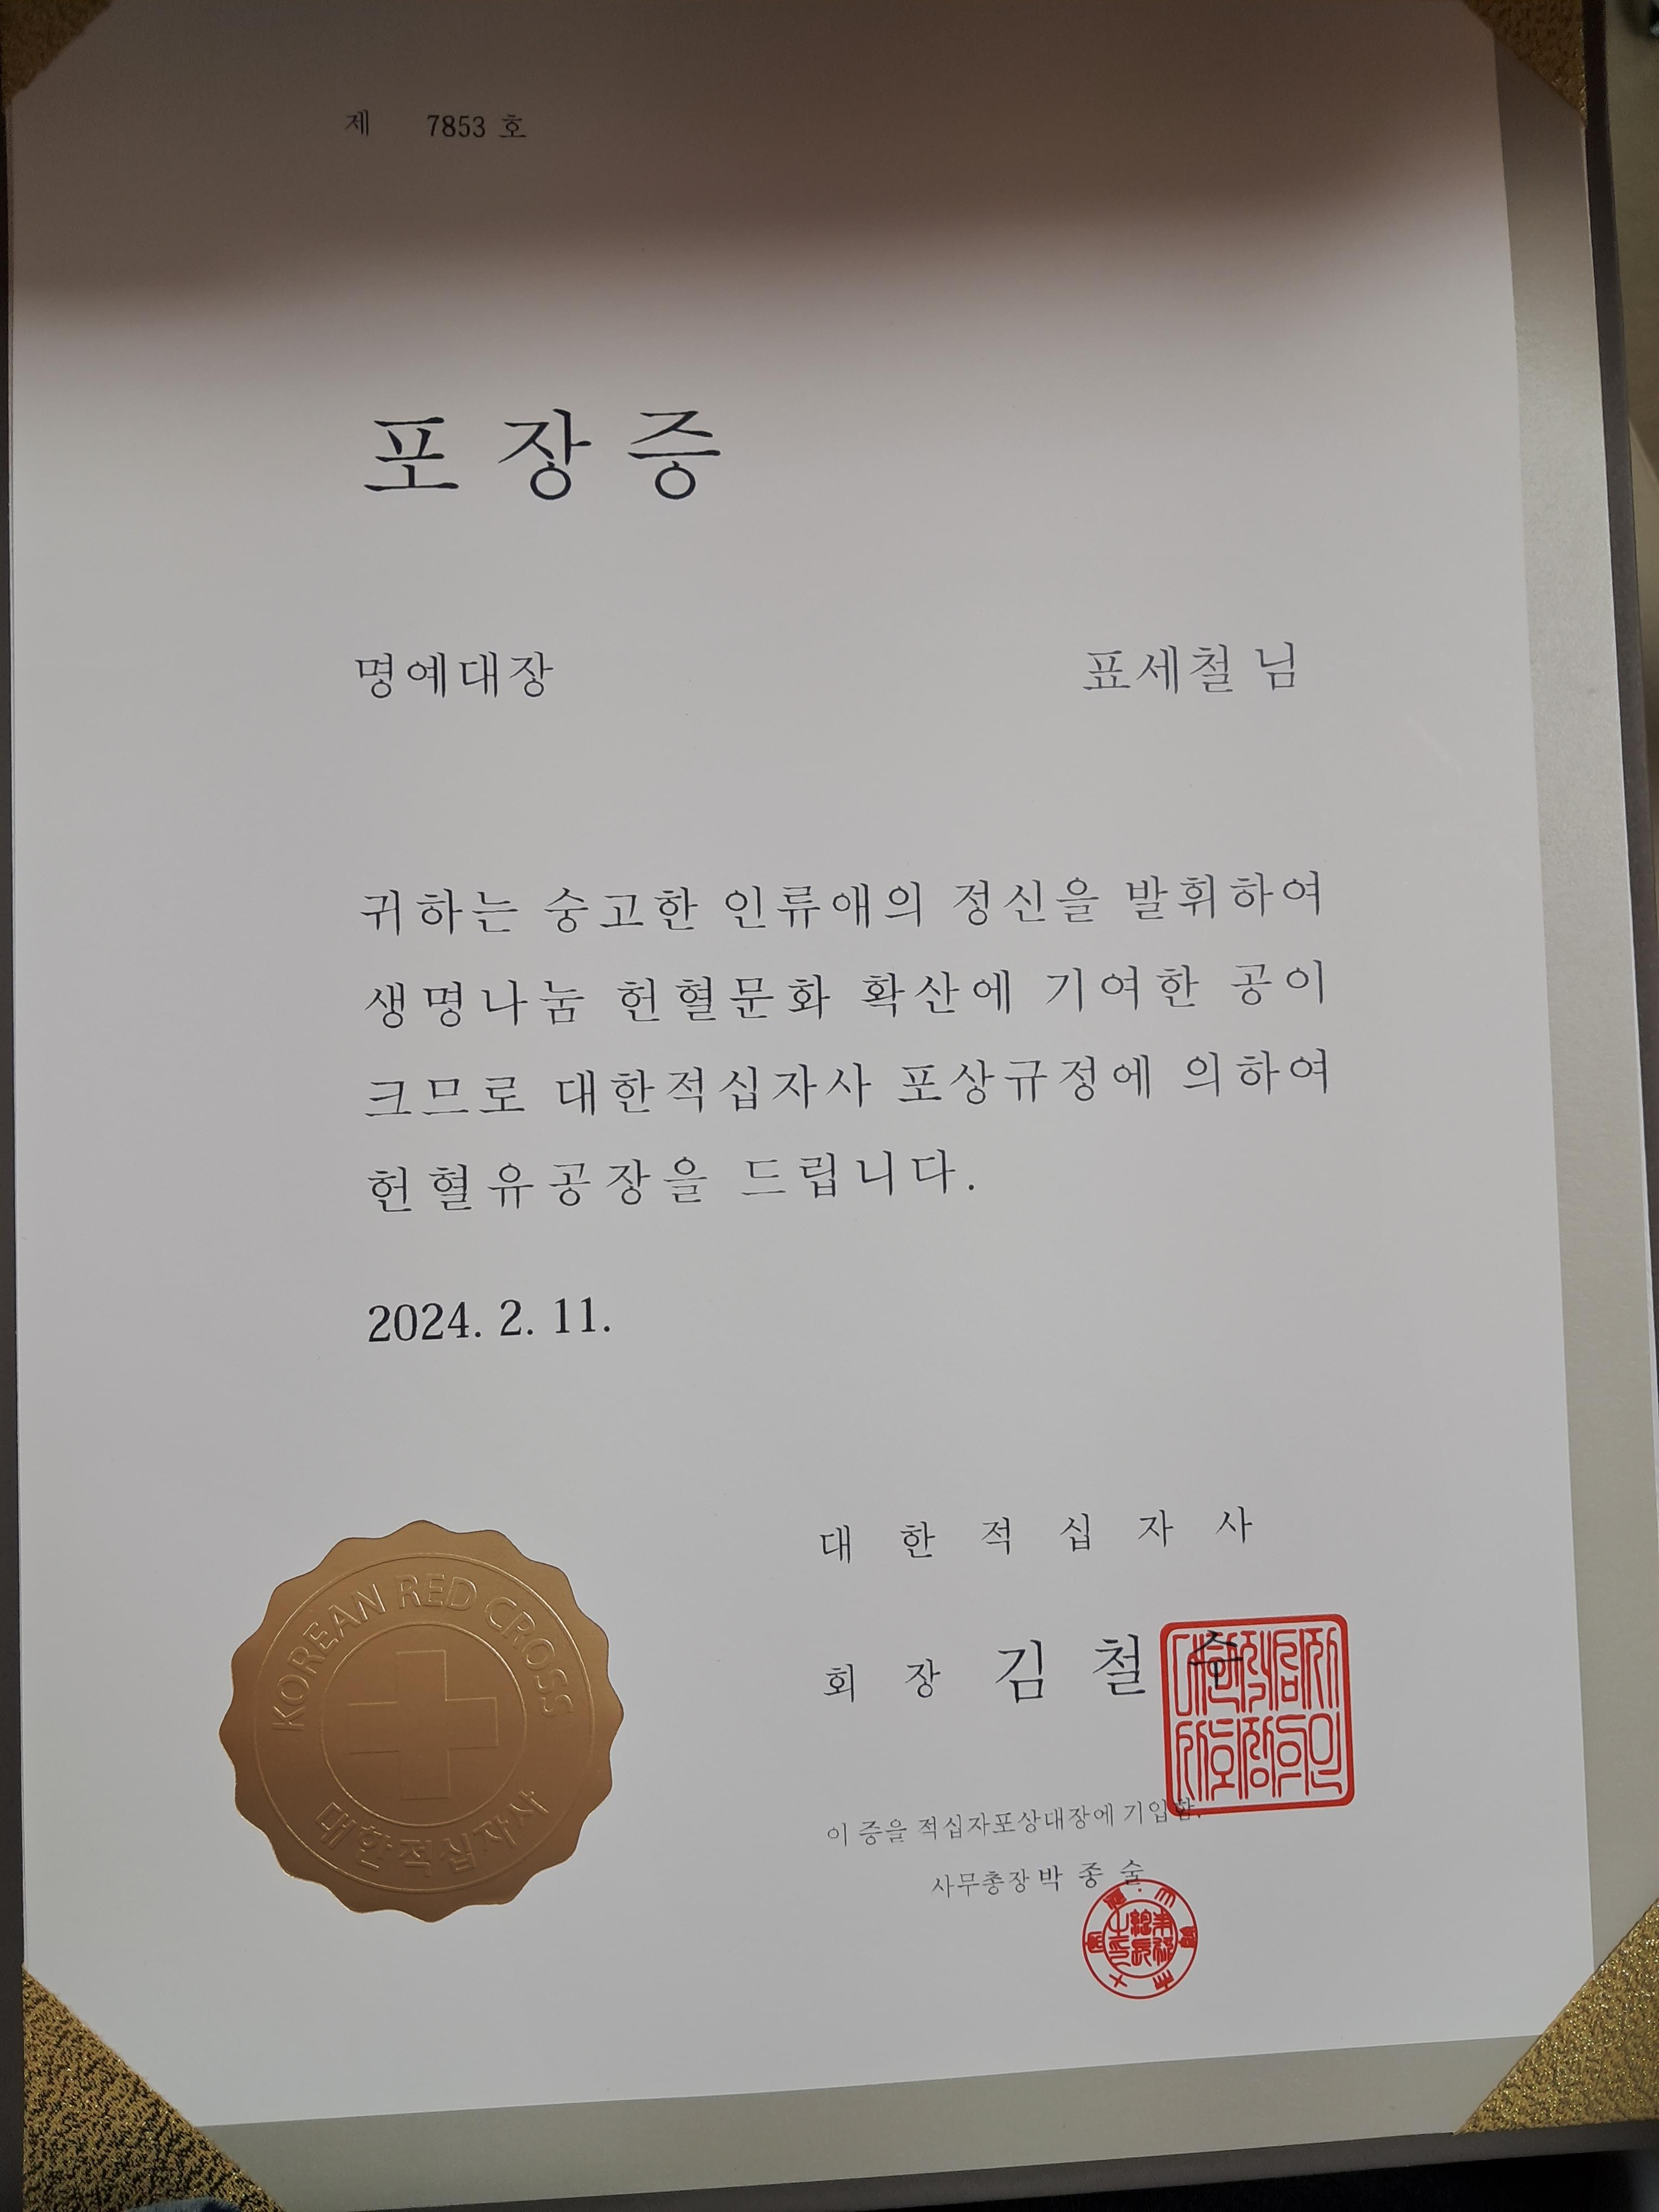 제 7853 호
포장증
명예대장 표세철 님
귀하는 숭고한 인류애의 정신을 발휘하여
생명나눔 헌혈문화 확산에 기여한 공이
크므로 대한적십자사 포상규정에 의하여
헌혈유공장을 드립니다.
2024. 2. 11.
대한적십자사
회장 김철수
이 증을 적십자포상대장에 기입함.
사무총장 박종술
KOREAN RED CROSS
대한적십자사